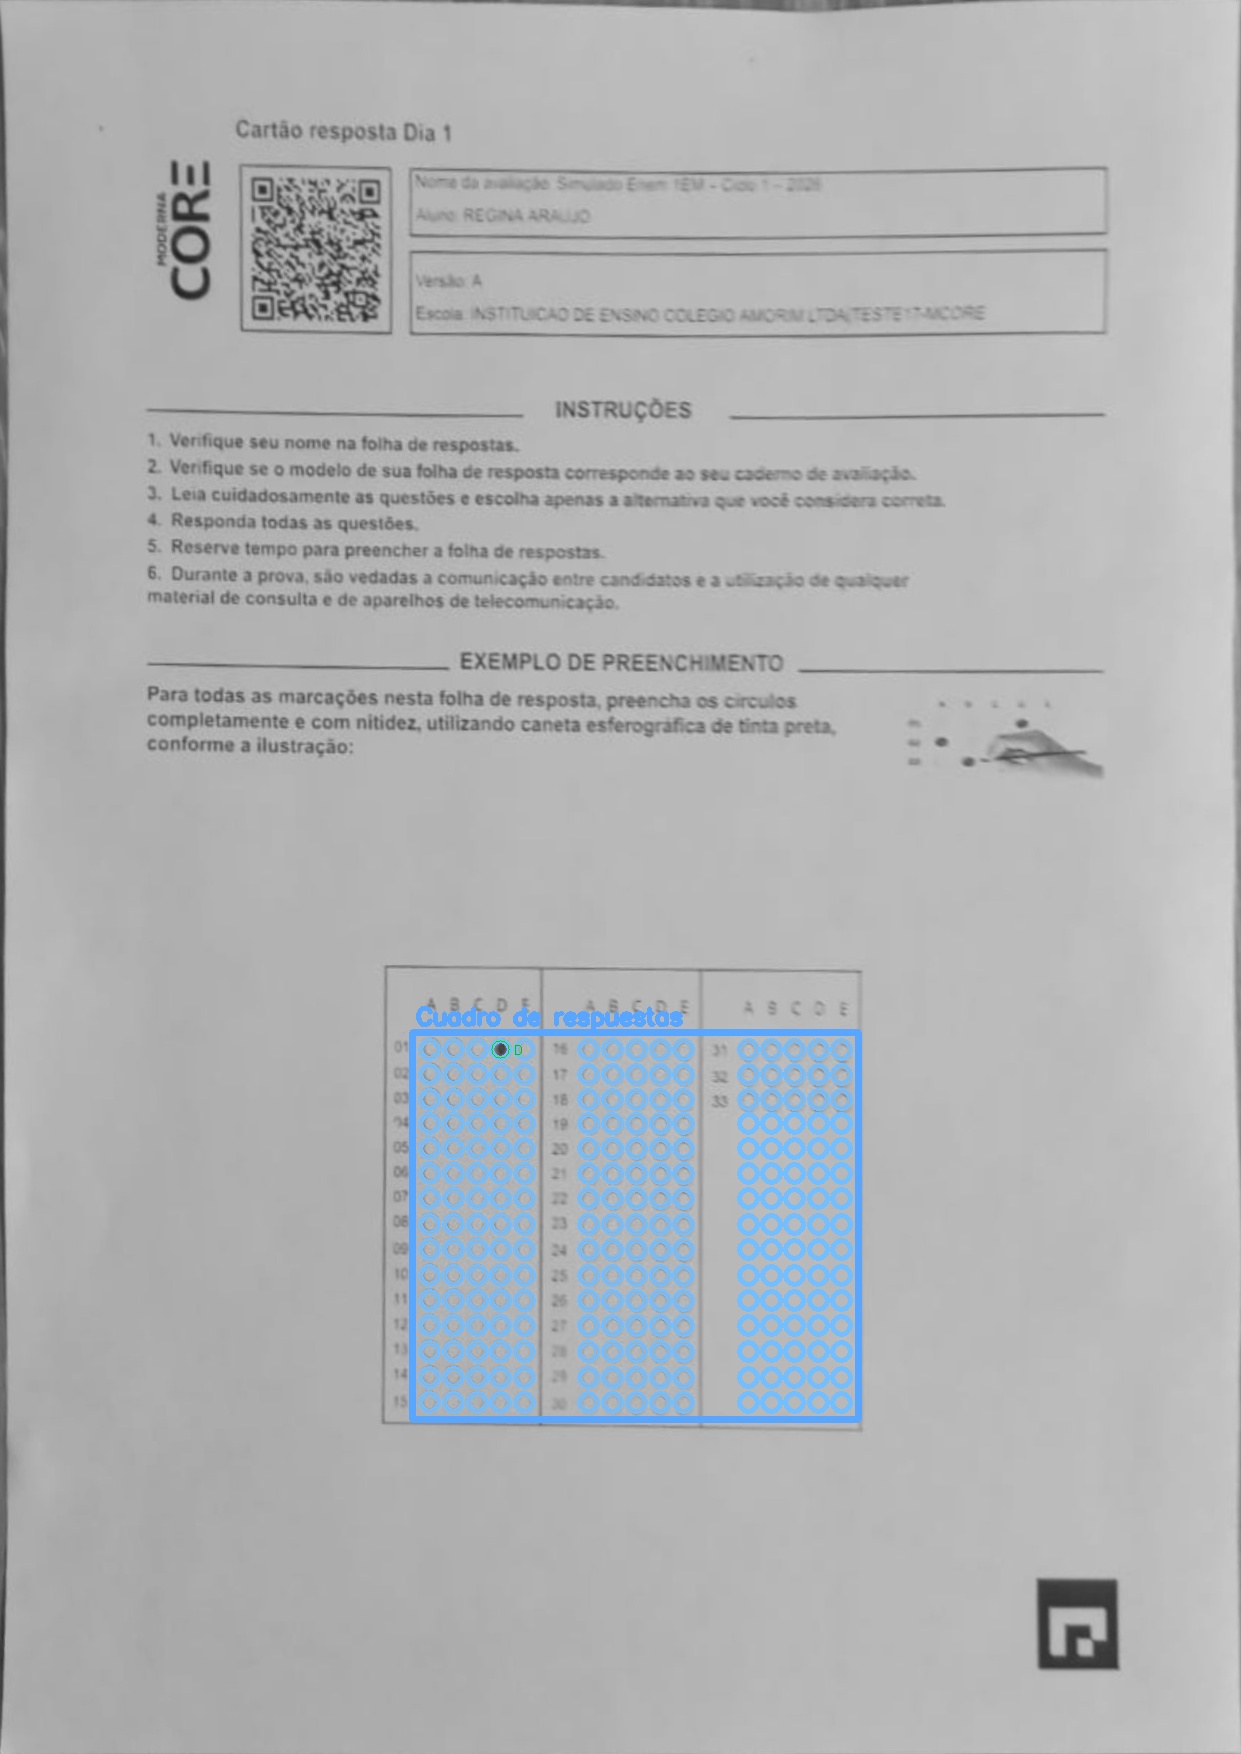 Cartão resposta Dia 1
MODERNA
CORE
Nome da avaliação: Simulado Enem 1EM - Ciclo 1 - 2026
Aluno: REGINA ARAUJO
Versão: A
Escola: INSTITUICAO DE ENSINO COLEGIO AMORIM LTDA(TESTE17-MCORE
INSTRUÇÕES
1. Verifique seu nome na folha de respostas.
2. Verifique se o modelo de sua folha de resposta corresponde ao seu caderno de avaliação.
3. Leia cuidadosamente as questões e escolha apenas a alternativa que você considera correta.
4. Responda todas as questões.
5. Reserve tempo para preencher a folha de respostas.
6. Durante a prova, são vedadas a comunicação entre candidatos e a utilização de qualquer
material de consulta e de aparelhos de telecomunicação.
EXEMPLO DE PREENCHIMENTO
Para todas as marcações nesta folha de resposta, preencha os círculos
completamente e com nitidez, utilizando caneta esferográfica de tinta preta,
conforme a ilustração:
A B C D E A B C D E A B C D E
Cuadro de respuestas
01 D 16 31
02 17 32
03 18 33
04 19
05 20
06 21
07 22
08 23
09 24
10 25
11 26
12 27
13 28
14 29
15 30